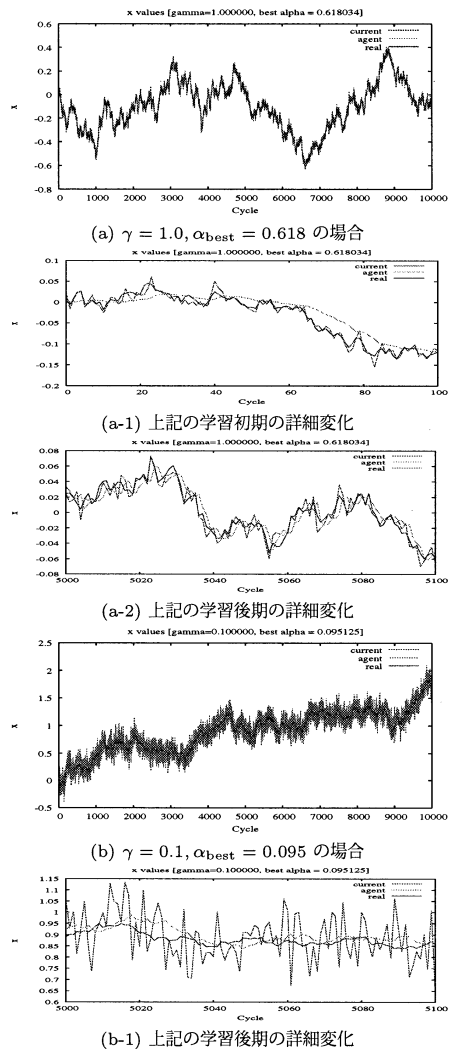 x values [gamma=1.000000, best alpha = 0.618034]
current
agent
real
0.6
0.4
0.2
0
-0.2
-0.4
-0.6
-0.8
x
0 1000 2000 3000 4000 5000 6000 7000 8000 9000 10000
Cycle
(a) γ = 1.0, α_best = 0.618 の場合
x values [gamma=1.000000, best alpha = 0.618034]
current
agent
real
0.1
0.05
0
-0.05
-0.1
-0.15
-0.2
x
0 20 40 60 80 100
Cycle
(a-1) 上記の学習初期の詳細変化
x values [gamma=1.000000, best alpha = 0.618034]
current
agent
real
0.08
0.06
0.04
0.02
0
-0.02
-0.04
-0.06
-0.08
x
5000 5020 5040 5060 5080 5100
Cycle
(a-2) 上記の学習後期の詳細変化
x values [gamma=0.100000, best alpha = 0.095125]
current
agent
real
2.5
2
1.5
1
0.5
0
-0.5
x
0 1000 2000 3000 4000 5000 6000 7000 8000 9000 10000
Cycle
(b) γ = 0.1, α_best = 0.095 の場合
x values [gamma=0.100000, best alpha = 0.095125]
current
agent
real
1.15
1.1
1.05
1
0.95
0.9
0.85
0.8
0.75
0.7
0.65
0.6
x
5000 5020 5040 5060 5080 5100
Cycle
(b-1) 上記の学習後期の詳細変化